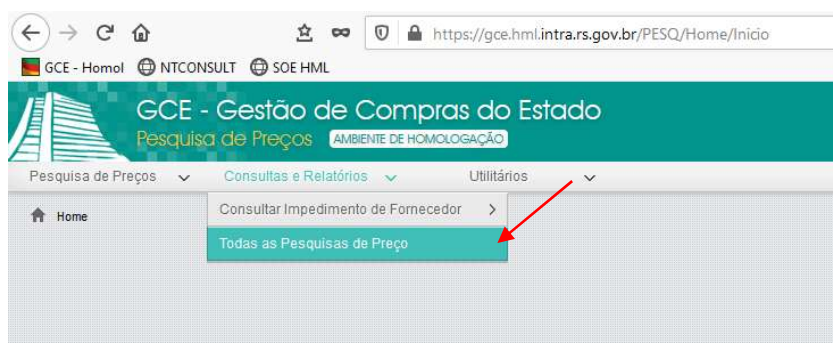 https://gce.hml.intra.rs.gov.br/PESQ/Home/Inicio
GCE - Homol NTCONSULT SOE HML
GCE - Gestão de Compras do Estado
Pesquisa de Preços AMBIENTE DE HOMOLOGAÇÃO
Pesquisa de Preços Consultas e Relatórios Utilitários
Home Consultar Impedimento de Fornecedor
Todas as Pesquisas de Preço